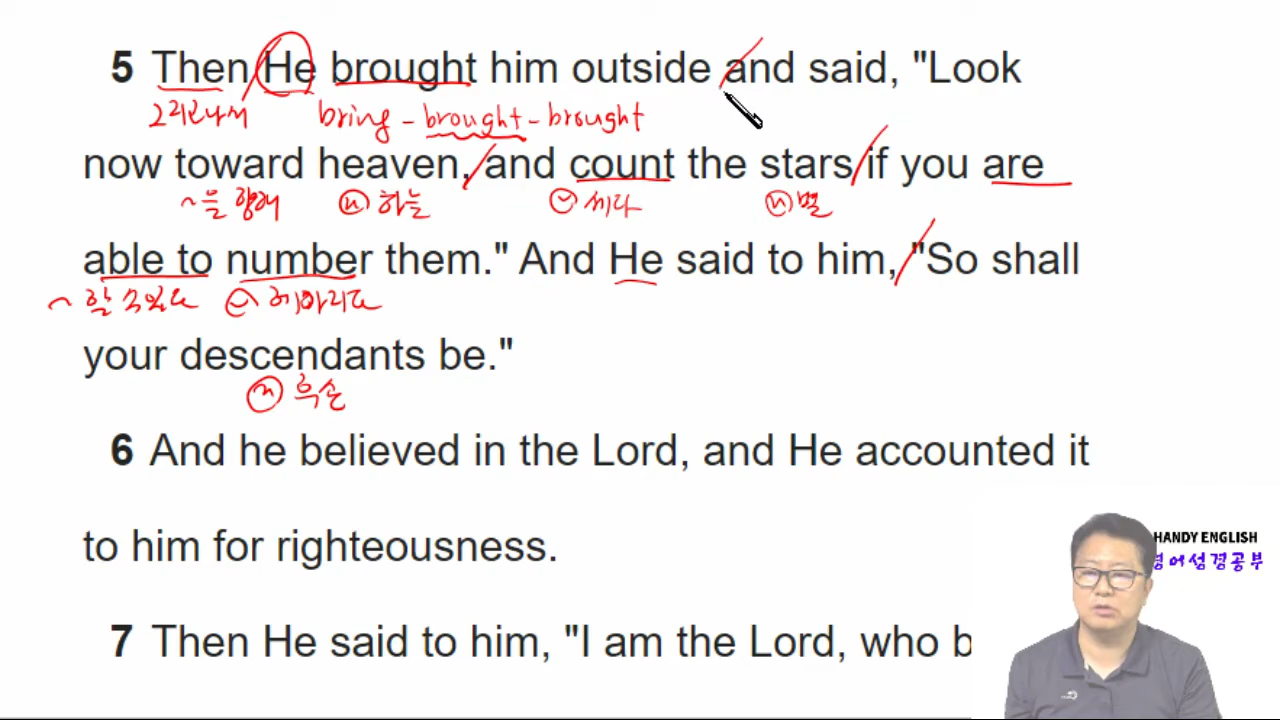 5 Then He brought him outside and said, "Look
그리고나서 bring - brought - brought
now toward heaven, and count the stars if you are
~을 향해 n 하늘 v 세다 n 별
able to number them." And He said to him, "So shall
~할 수있다 v 헤아리다
your descendants be."
n 후손
6 And he believed in the Lord, and He accounted it
to him for righteousness.
7 Then He said to him, "I am the Lord, who b
HANDY ENGLISH
영어성경공부